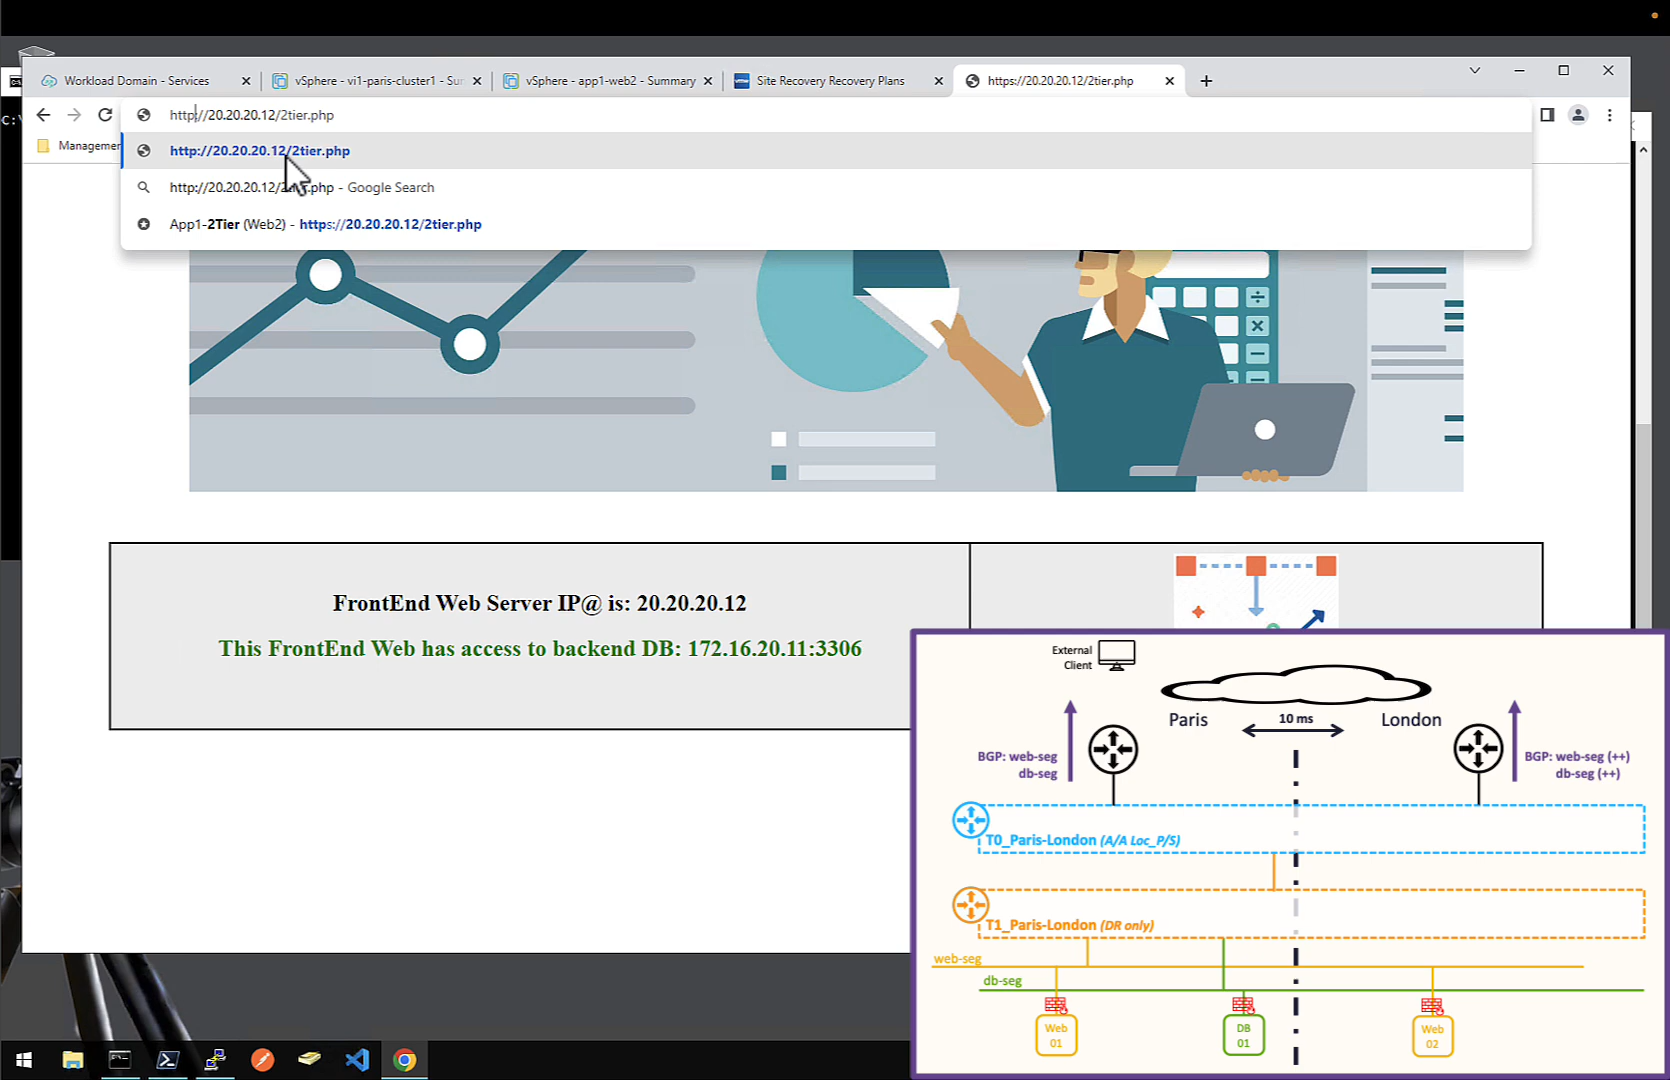 Workload Domain - Services
vSphere - vi1-paris-cluster1 - Sur
vSphere - app1-web2 - Summary
Site Recovery Recovery Plans
https://20.20.20.12/2tier.php
http://20.20.20.12/2tier.php
Managemen
http://20.20.20.12/2tier.php
http://20.20.20.12/2tier.php - Google Search
App1-2Tier (Web2) - https://20.20.20.12/2tier.php
FrontEnd Web Server IP@ is: 20.20.20.12
This FrontEnd Web has access to backend DB: 172.16.20.11:3306
External
Client
Paris
10 ms
London
BGP: web-seg
db-seg
BGP: web-seg (++)
db-seg (++)
T0_Paris-London (A/A Loc_P/S)
T1_Paris-London (DR only)
web-seg
db-seg
Web
01
DB
01
Web
02